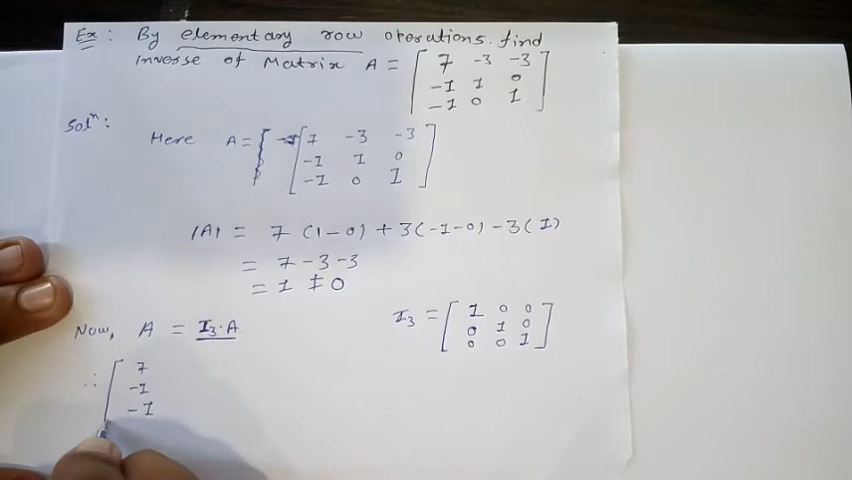 Ex : By elementary row operations. find
inverse of Matrix A = [ 7 -3 -3
-1 1 0
-1 0 1 ]
Solⁿ :
Here A = [ 7 -3 -3
-1 1 0
-1 0 1 ]
|A| = 7 (1-0) + 3(-1-0) - 3(1)
= 7 - 3 - 3
= 1 ≠ 0
Now, A = I₃·A
I₃ = [ 1 0 0
0 1 0
0 0 1 ]
∴ [ 7
-1
-1